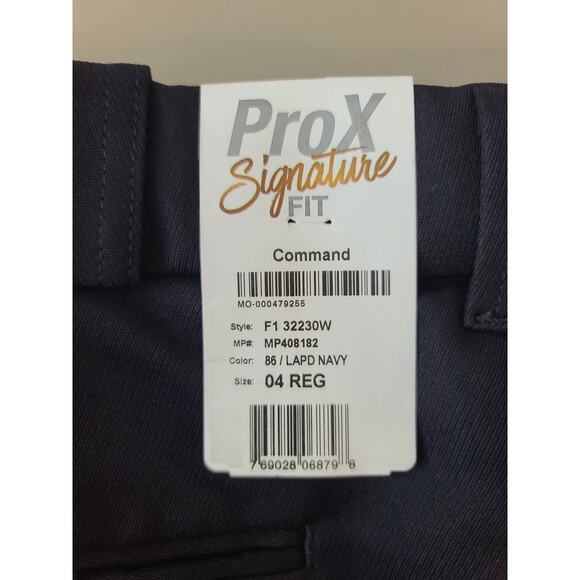 ProX
Signature
FIT
Command
MO-000479255
Style: F1 32230W
MP#: MP408182
Color: 86 / LAPD NAVY
Size: 04 REG
7 69028 06879 8